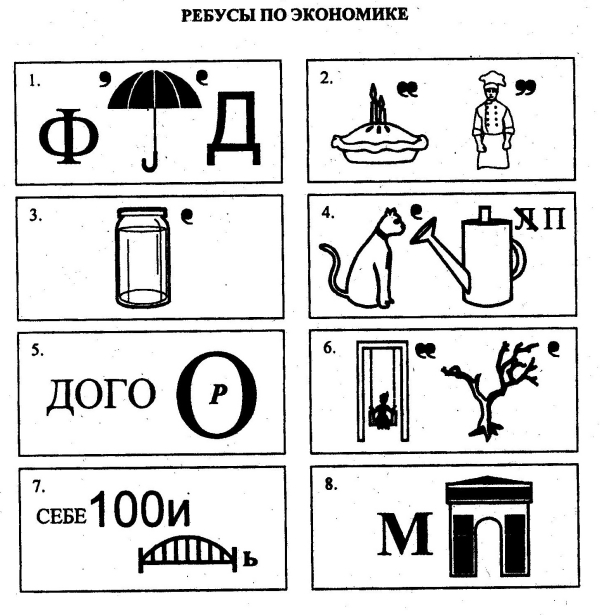 РЕБУСЫ ПО ЭКОНОМИКЕ
1.
Ф , , Д
2.
,, ,,
3.
,
4.
, Л П
5.
ДОГО О Р
6.
,, ,
7.
СЕБЕ 100и
ь
8.
М